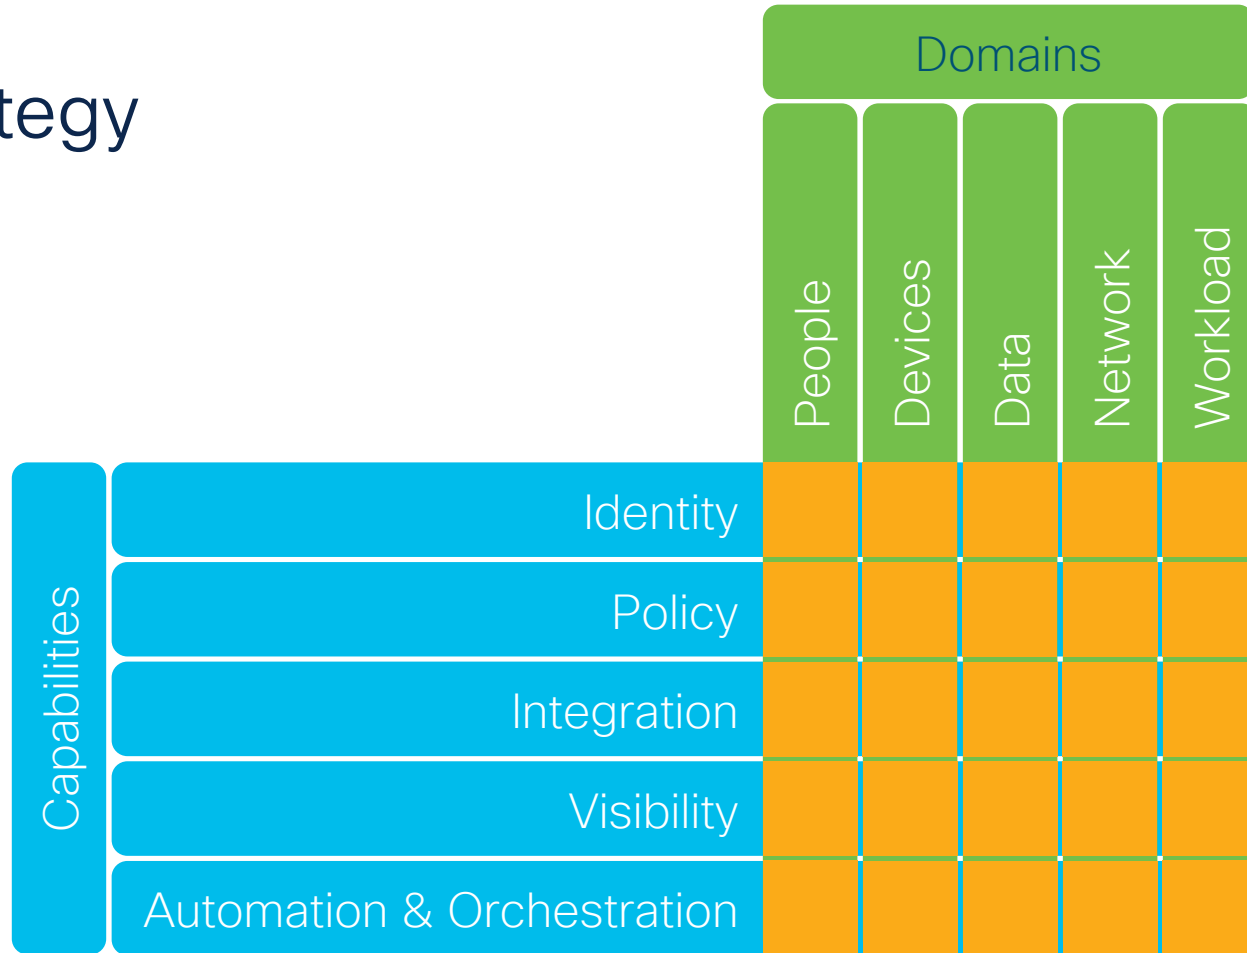 tegy
Domains
People
Devices
Data
Network
Workload
Capabilities
Identity
Policy
Integration
Visibility
Automation & Orchestration